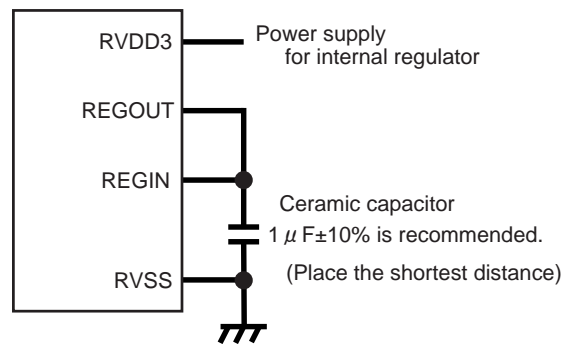 RVDD3
Power supply
for internal regulator
REGOUT
REGIN
Ceramic capacitor
1 μ F±10% is recommended.
(Place the shortest distance)
RVSS